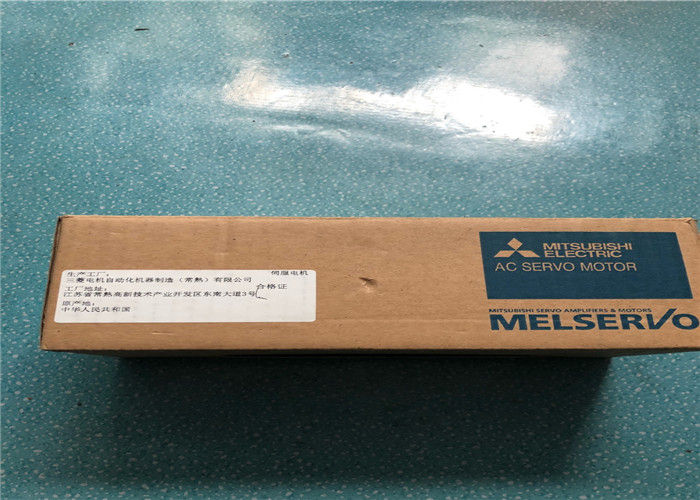 生产工厂: 伺服电机
三菱电机自动化机器制造（常熟）有限公司
工厂地址: 合格证
江苏省常熟高新技术产业开发区东南大道3号
原产地:
中华人民共和国
MITSUBISHI
ELECTRIC
AC SERVO MOTOR
MITSUBISHI SERVO AMPLIFIERS & MOTORS
MELSERVO